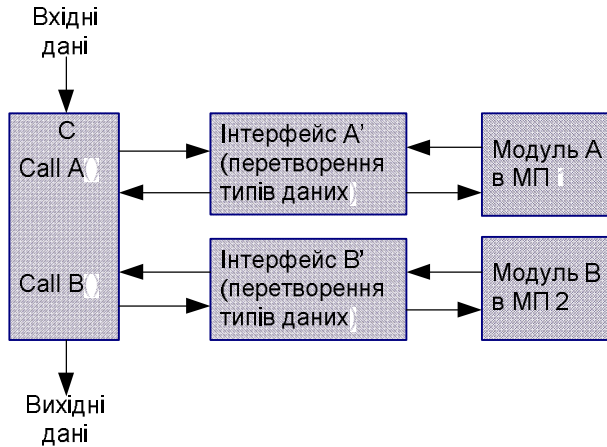 Вхідні
дані
С
Call A()
Call B()
Інтерфейс А’
(перетворення
типів даних)
Модуль А
в МП 1
Інтерфейс В’
(перетворення
типів даних)
Модуль В
в МП 2
Вихідні
дані